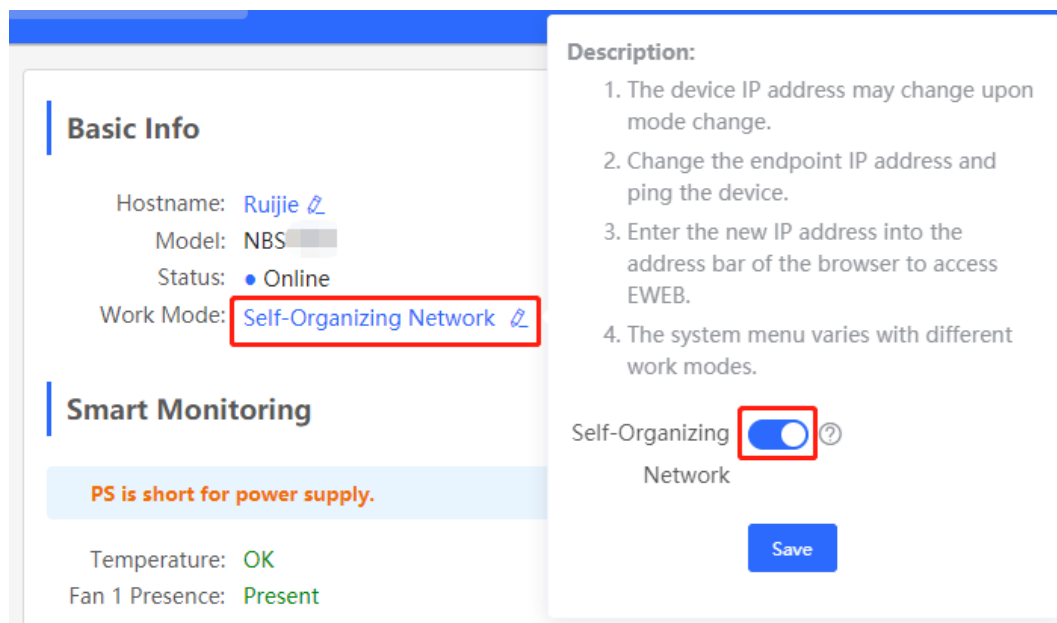 Basic Info
Hostname: Ruijie
Model: NBS
Status: Online
Work Mode: Self-Organizing Network
Smart Monitoring
PS is short for power supply.
Temperature: OK
Fan 1 Presence: Present
Description:
1. The device IP address may change upon
mode change.
2. Change the endpoint IP address and
ping the device.
3. Enter the new IP address into the
address bar of the browser to access
EWEB.
4. The system menu varies with different
work modes.
Self-Organizing
Network
Save